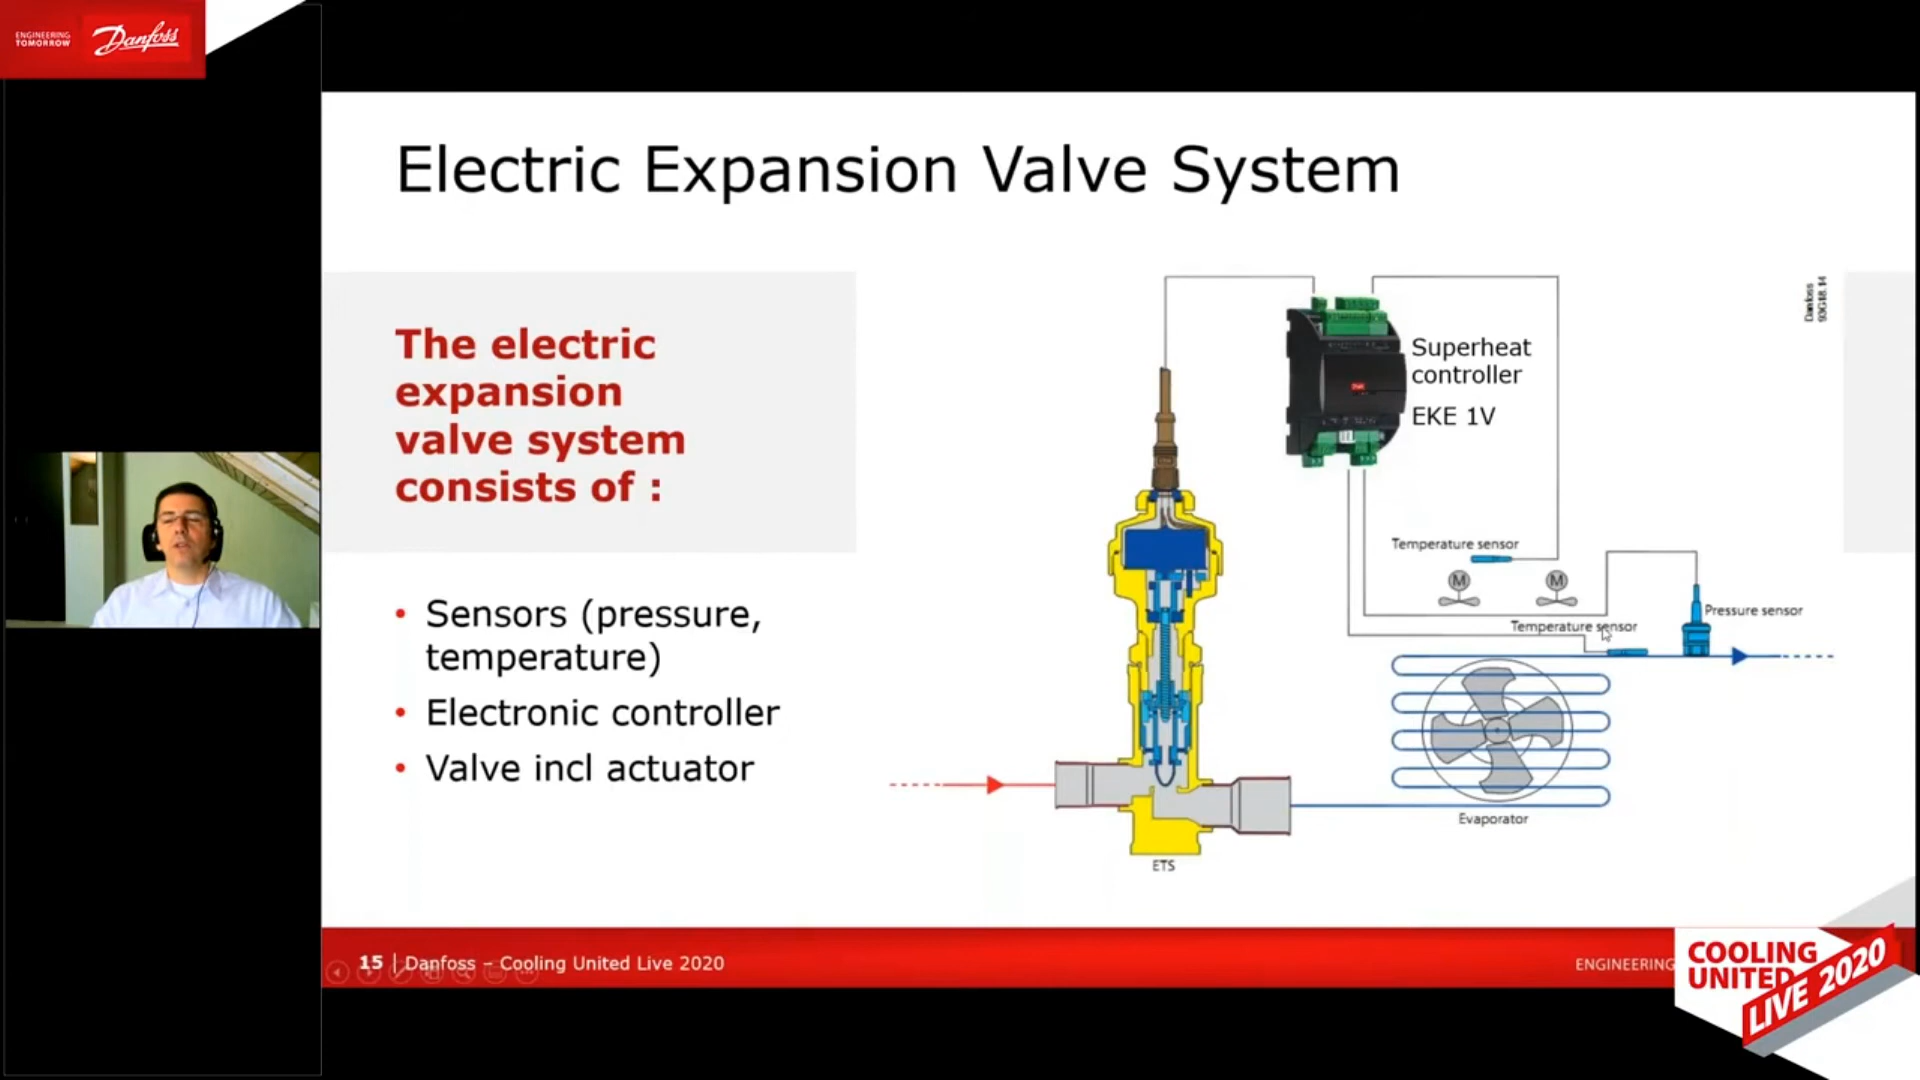 ENGINEERING
TOMORROW
Danfoss
Electric Expansion Valve System
The electric
expansion
valve system
consists of :
• Sensors (pressure,
temperature)
• Electronic controller
• Valve incl actuator
Superheat
controller
EKE 1V
Danfoss
Temperature sensor
M
M
Pressure sensor
Temperature sensor
Evaporator
ETS
15 | Danfoss – Cooling United Live 2020
ENGINEERING
COOLING
UNITED
LIVE 2020